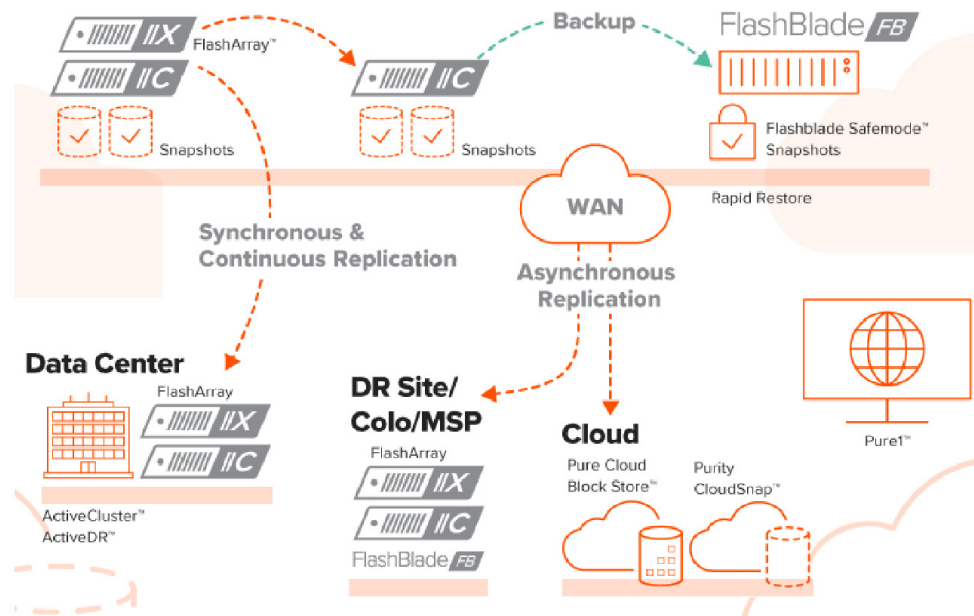 //X
FlashArray™
//C
Snapshots
//C
Snapshots
Backup
FlashBlade FB
Flashblade Safemode™
Snapshots
Rapid Restore
WAN
Synchronous &
Continuous Replication
Asynchronous
Replication
Data Center
FlashArray
//X
//C
ActiveCluster™
ActiveDR™
DR Site/
Colo/MSP
FlashArray
//X
//C
FlashBlade FB
Cloud
Pure Cloud
Block Store™
Purity
CloudSnap™
Pure1™